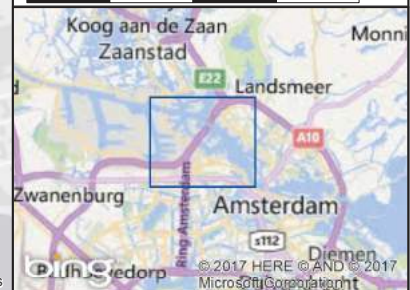 Koog aan de Zaan
Zaanstad
Monni
E22
Landsmeer
A10
Zwanenburg
Ring Amsterdam
Amsterdam
s112
Diemen
bing
© 2017 HERE © AND © 2017
Microsoft Corporation